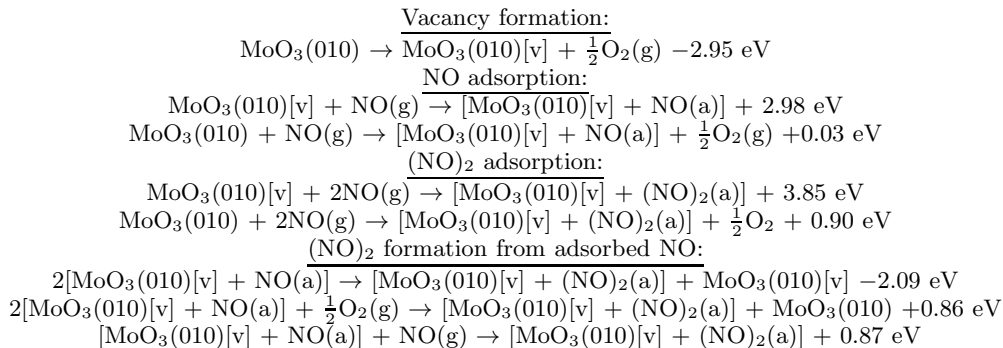 Vacancy formation:
MoO₃(010) → MoO₃(010)[v] + ½O₂(g) −2.95 eV
NO adsorption:
MoO₃(010)[v] + NO(g) → [MoO₃(010)[v] + NO(a)] + 2.98 eV
MoO₃(010) + NO(g) → [MoO₃(010)[v] + NO(a)] + ½O₂(g) +0.03 eV
(NO)₂ adsorption:
MoO₃(010)[v] + 2NO(g) → [MoO₃(010)[v] + (NO)₂(a)] + 3.85 eV
MoO₃(010) + 2NO(g) → [MoO₃(010)[v] + (NO)₂(a)] + ½O₂ + 0.90 eV
(NO)₂ formation from adsorbed NO:
2[MoO₃(010)[v] + NO(a)] → [MoO₃(010)[v] + (NO)₂(a)] + MoO₃(010)[v] −2.09 eV
2[MoO₃(010)[v] + NO(a)] + ½O₂(g) → [MoO₃(010)[v] + (NO)₂(a)] + MoO₃(010) +0.86 eV
[MoO₃(010)[v] + NO(a)] + NO(g) → [MoO₃(010)[v] + (NO)₂(a)] + 0.87 eV